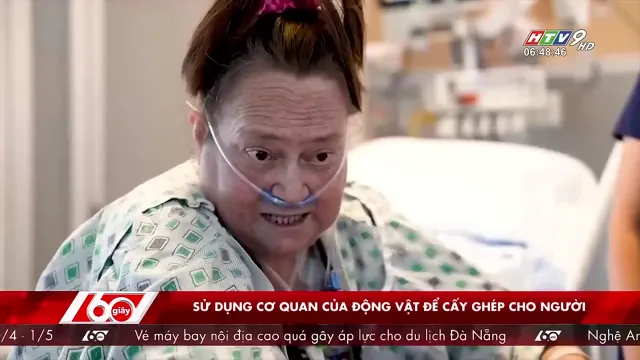 HTV9 HD
06:48:46
60 giây
SỬ DỤNG CƠ QUAN CỦA ĐỘNG VẬT ĐỂ CẤY GHÉP CHO NGƯỜI
0/4 - 1/5 60 Vé máy bay nội địa cao quá gây áp lực cho du lịch Đà Nẵng 60 Nghệ A